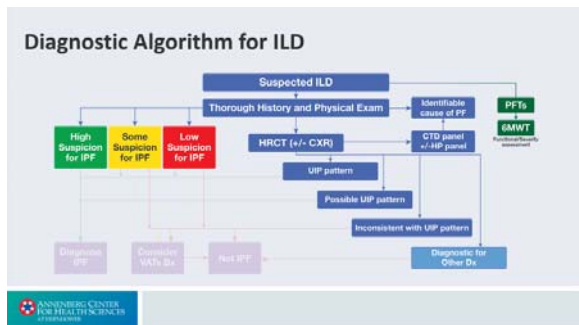 Diagnostic Algorithm for ILD
Suspected ILD
Thorough History and Physical Exam
Identifiable
cause of PF
PFTs
6MWT
Functional/Severity
assessment
High
Suspicion
for IPF
Some
Suspicion
for IPF
Low
Suspicion
for IPF
HRCT (+/- CXR)
CTD panel
+/-HP panel
UIP pattern
Possible UIP pattern
Inconsistent with UIP pattern
Diagnose
IPF
Consider
VATs Bx
Not IPF
Diagnostic for
Other Dx
ANNENBERG CENTER
FOR HEALTH SCIENCES
AT EISENHOWER